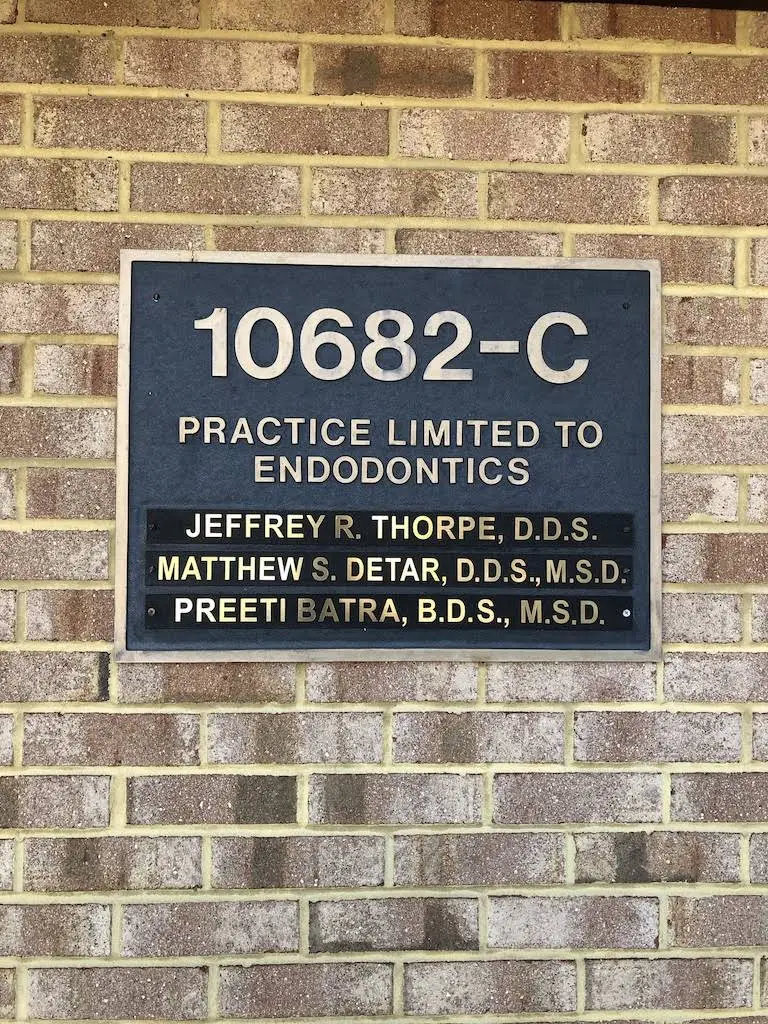 10682-C
PRACTICE LIMITED TO
ENDODONTICS
JEFFREY R. THORPE, D.D.S.
MATTHEW S. DETAR, D.D.S., M.S.D.
PREETI BATRA, B.D.S., M.S.D.